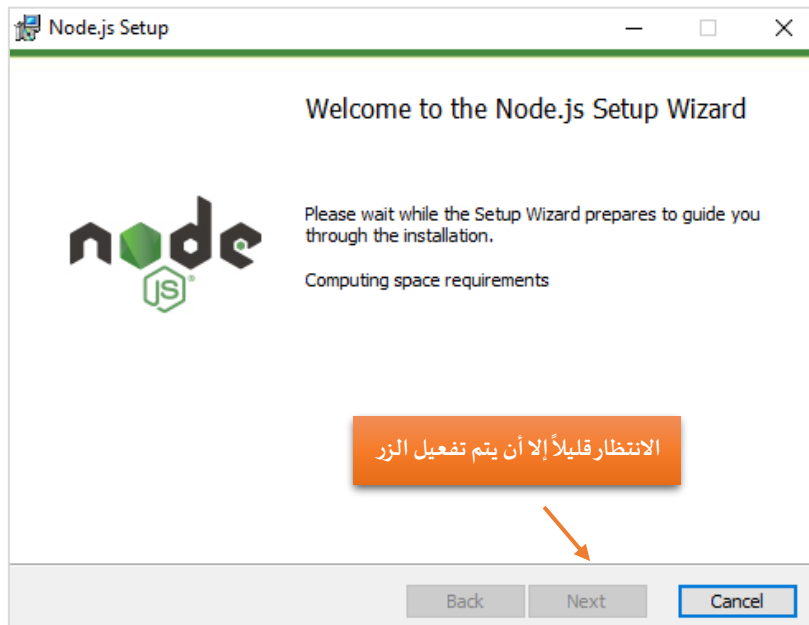 Node.js Setup
Welcome to the Node.js Setup Wizard
node
JS
Please wait while the Setup Wizard prepares to guide you
through the installation.
Computing space requirements
الانتظار قليلاً إلا أن يتم تفعيل الزر
Back Next Cancel